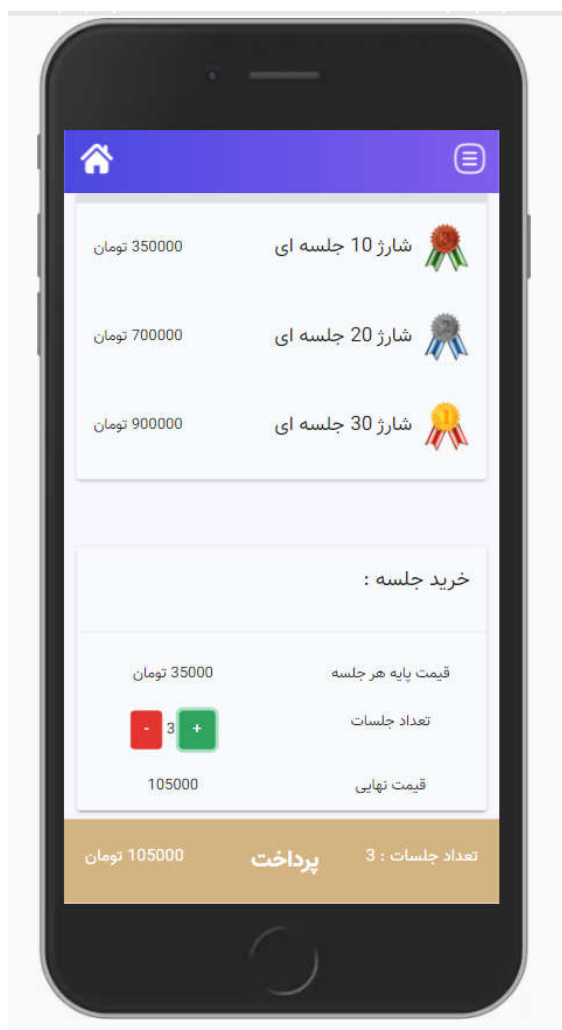 شارژ 10 جلسه ای 350000 تومان
شارژ 20 جلسه ای 700000 تومان
شارژ 30 جلسه ای 900000 تومان
خرید جلسه :
قیمت پایه هر جلسه 35000 تومان
تعداد جلسات + 3 -
قیمت نهایی 105000
تعداد جلسات : 3 پرداخت 105000 تومان